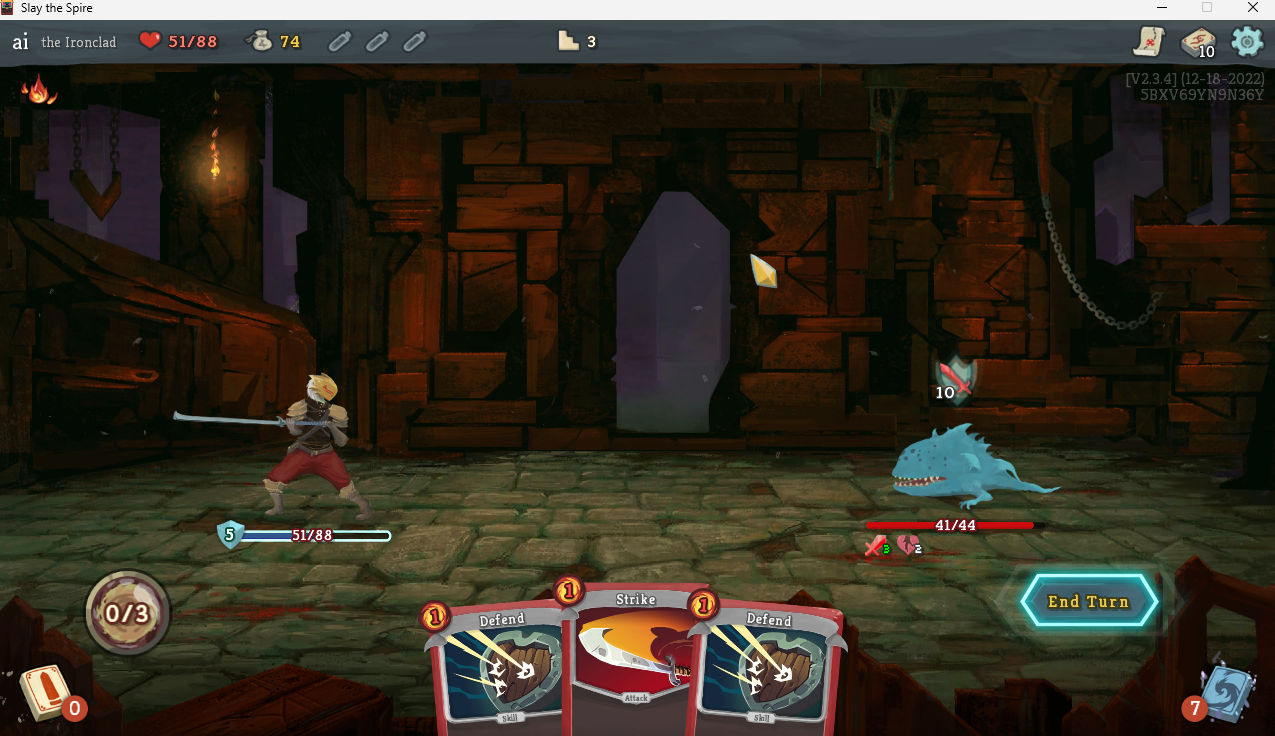 Slay the Spire
ai the Ironclad 51/88 74 3 10
[V2.3.4] (12-18-2022)
5BXV69YN9N36Y
10
5 51/88
41/44
3 2
0/3
1 Defend
1 Strike
1 Defend
End Turn
Skill
Attack
Skill
0
7